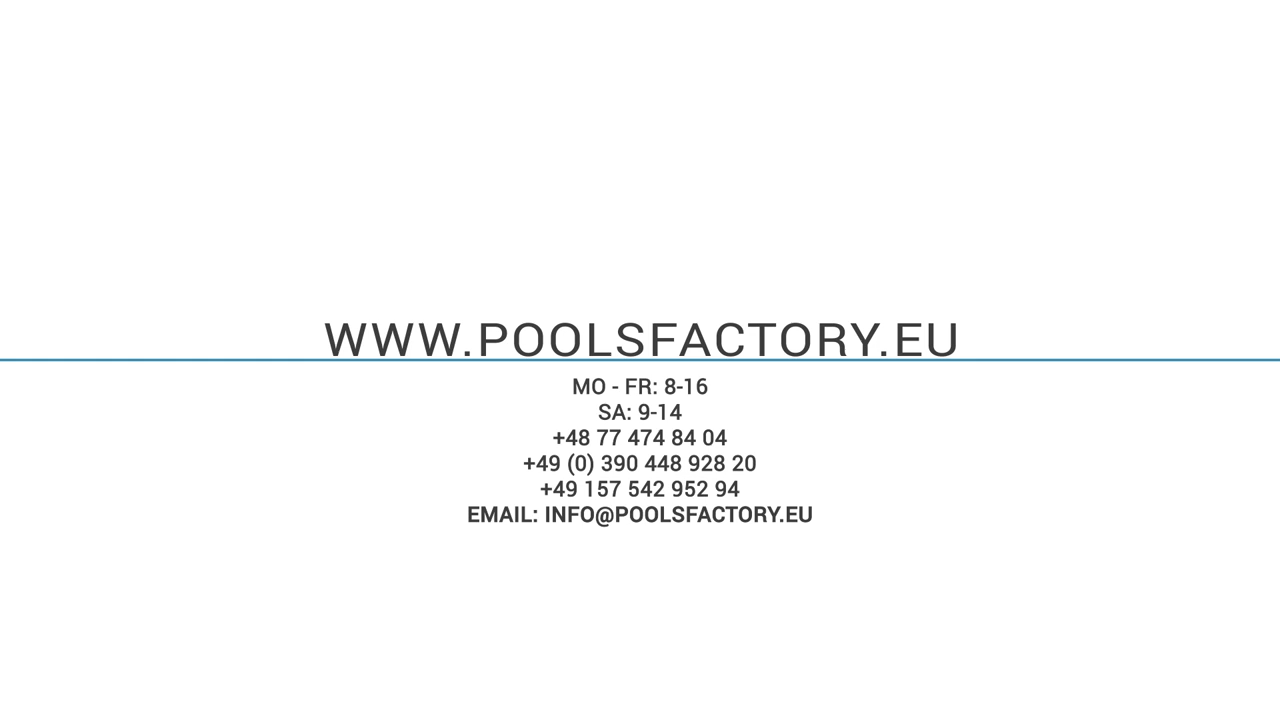 WWW.POOLSFACTORY.EU
MO - FR: 8-16
SA: 9-14
+48 77 474 84 04
+49 (0) 390 448 928 20
+49 157 542 952 94
EMAIL: INFO@POOLSFACTORY.EU